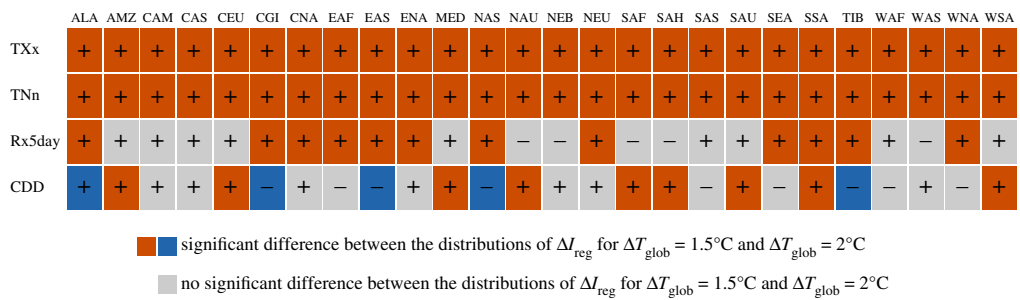 ALA AMZ CAM CAS CEU CGI CNA EAF EAS ENA MED NAS NAU NEB NEU SAF SAH SAS SAU SEA SSA TIB WAF WAS WNA WSA
TXx + + + + + + + + + + + + + + + + + + + + + + + + + +
TNn + + + + + + + + + + + + + + + + + + + + + + + + + +
Rx5day + + + + + + + + + + + + − − + − − + + + + + + − + +
CDD + + + + + − + − − + + − + + + + + − + − + − − + − +
significant difference between the distributions of ΔI_reg for ΔT_glob = 1.5°C and ΔT_glob = 2°C
no significant difference between the distributions of ΔI_reg for ΔT_glob = 1.5°C and ΔT_glob = 2°C